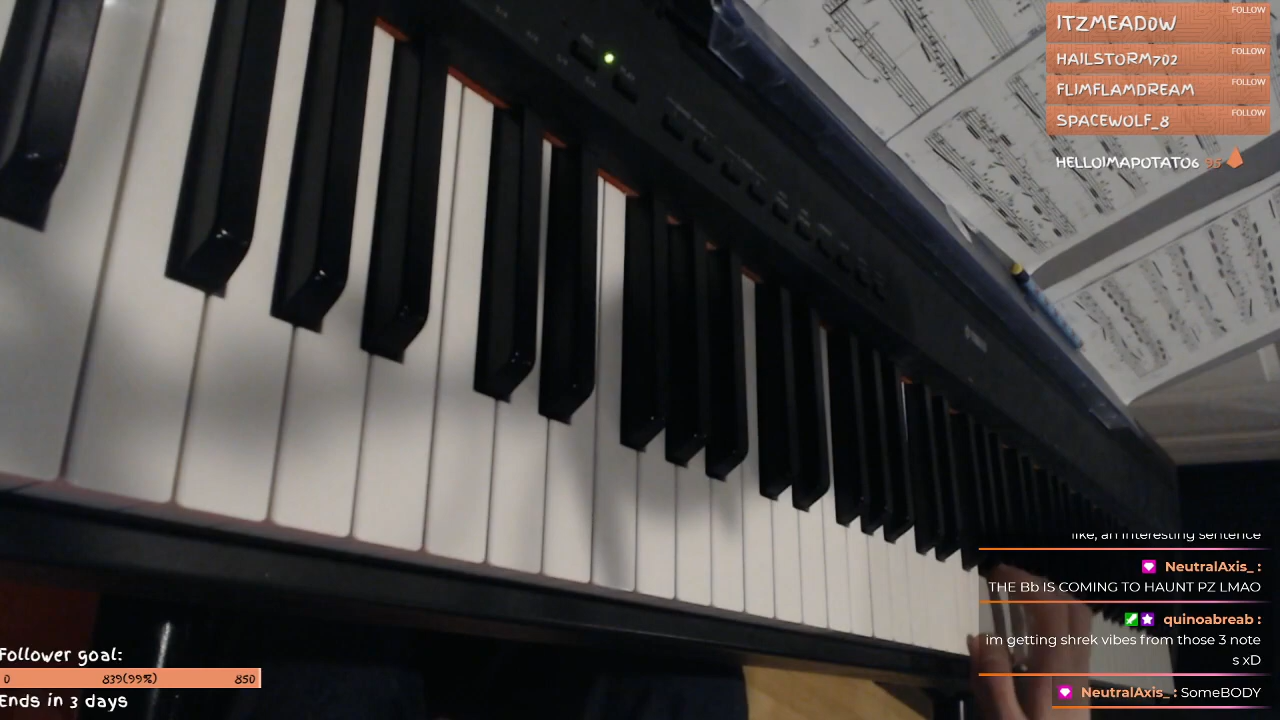 FOLLOW
ITZMEADOW
FOLLOW
HAILSTORM702
FOLLOW
FLIMFLAMDREAM
FOLLOW
SPACEWOLF_8
HELLOIMAPOTATO6 95
like, an interesting sentence
NeutralAxis_ :
THE Bb IS COMING TO HAUNT PZ LMAO
quinoabreab :
im getting shrek vibes from those 3 note
s xD
NeutralAxis_ : SomeBODY
Follower goal:
0 839(99%) 850
Ends in 3 days